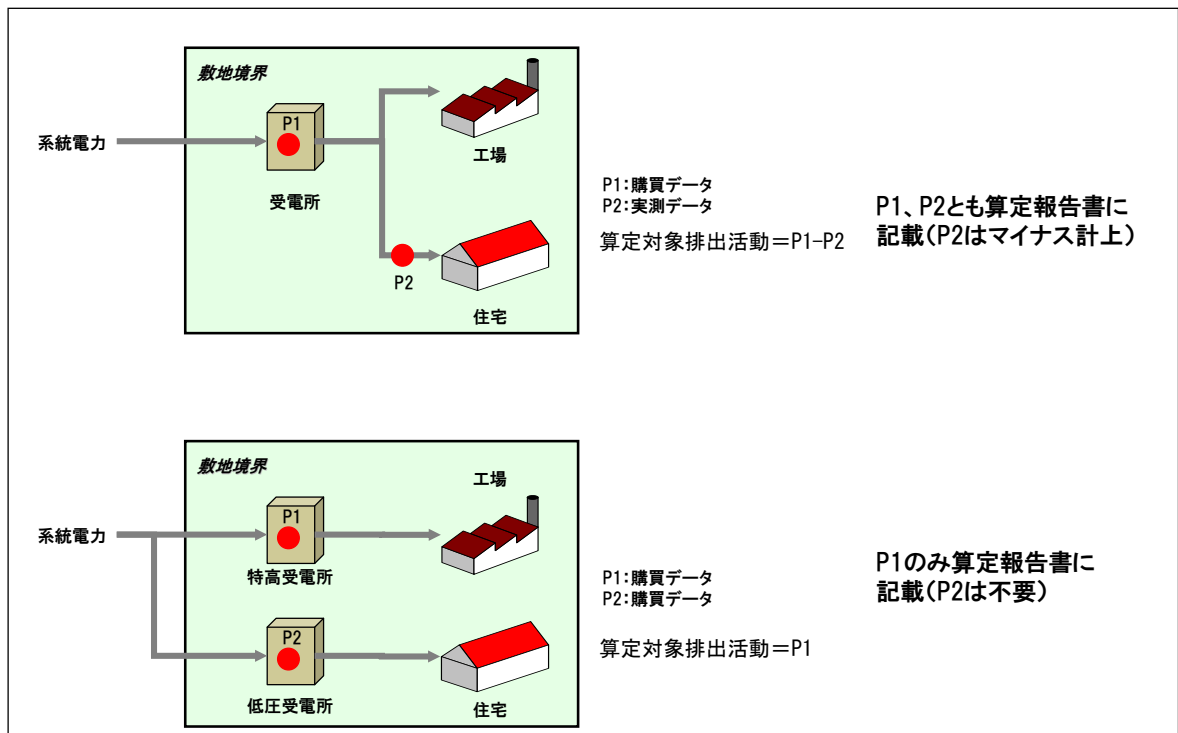 敷地境界
P1
系統電力
工場
受電所
P1:購買データ
P2:実測データ
算定対象排出活動=P1-P2
P1、P2とも算定報告書に
記載(P2はマイナス計上)
P2
住宅
敷地境界
工場
P1
系統電力
特高受電所
P1:購買データ
P2:購買データ
P1のみ算定報告書に
記載(P2は不要)
P2
算定対象排出活動=P1
低圧受電所
住宅